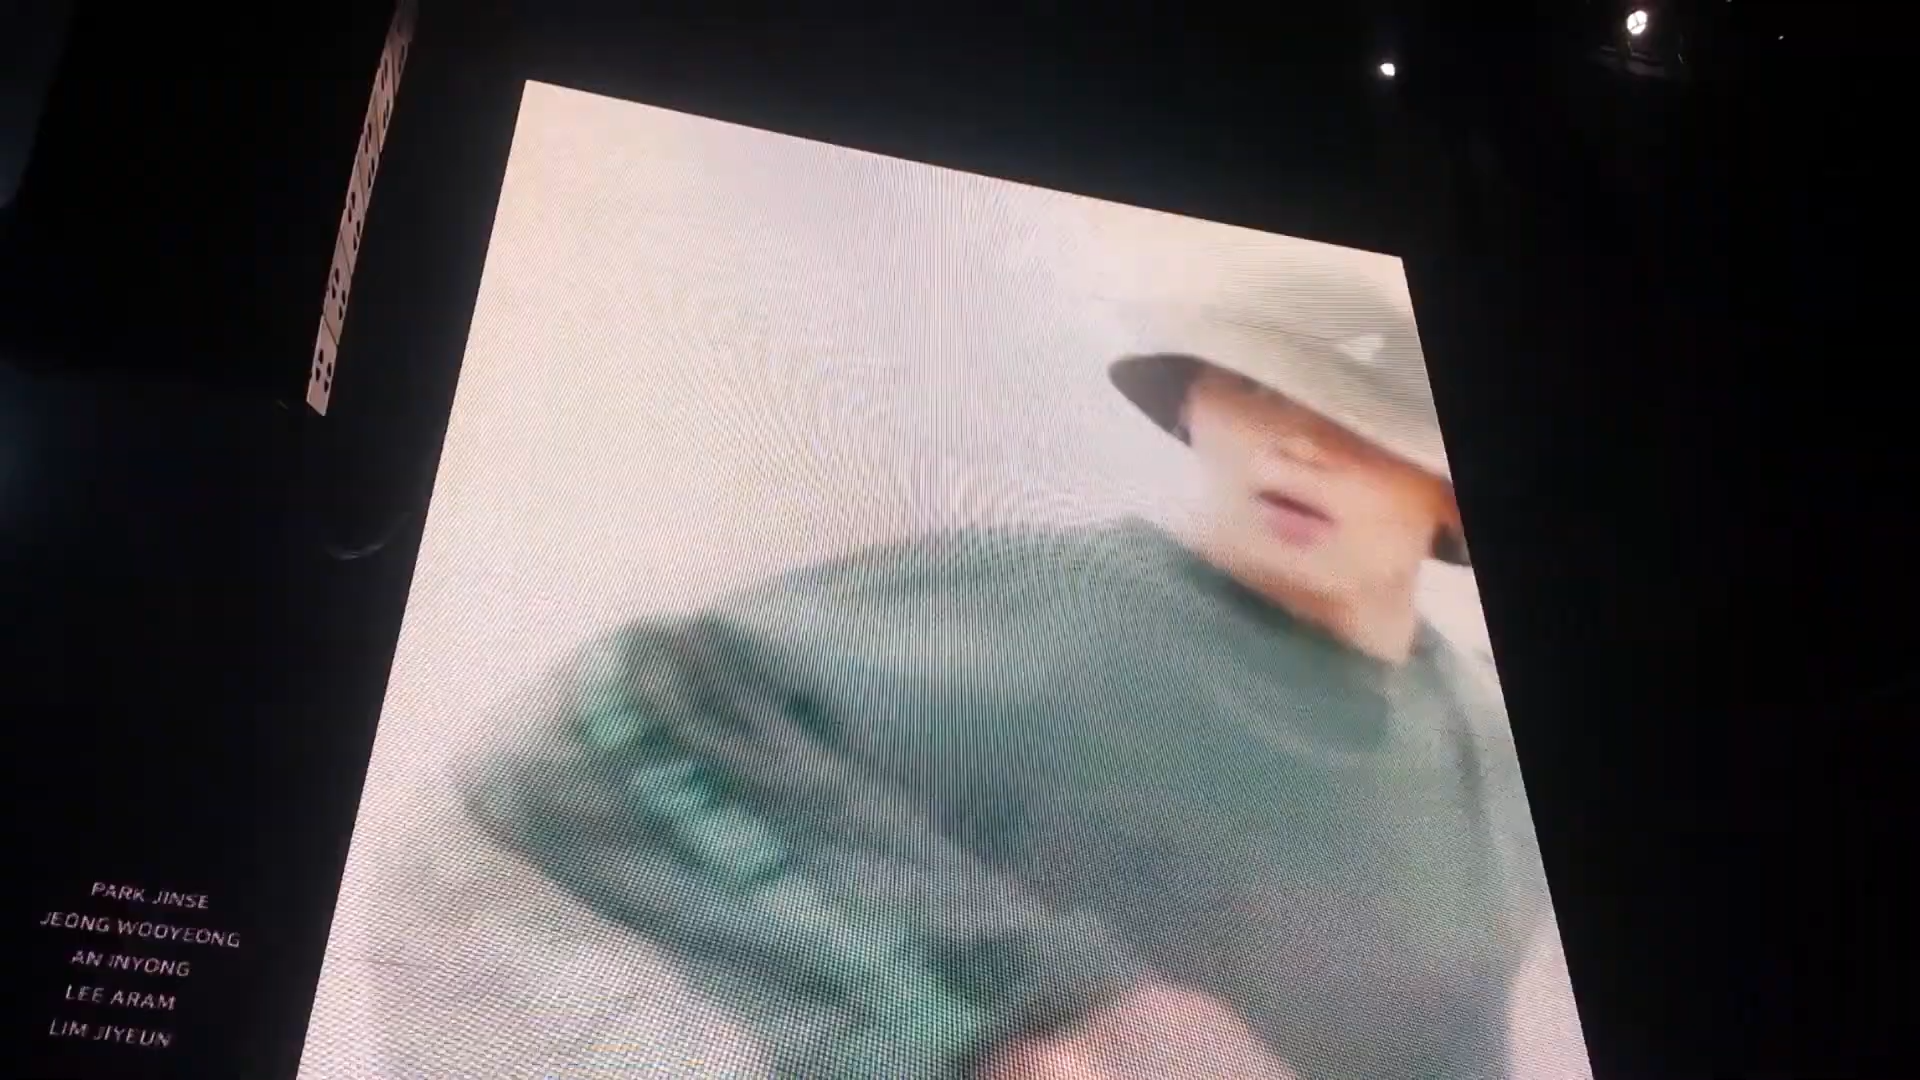 PARK JINSE
JEONG WOOYEONG
AN INYONG
LEE ARAM
LIM JIYEUN